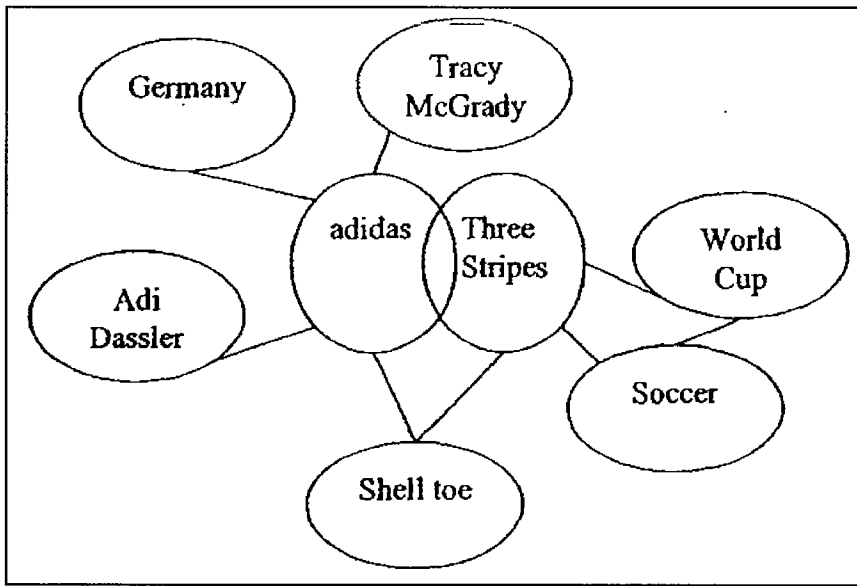 Germany
Tracy
McGrady
adidas
Three
Stripes
World
Cup
Adi
Dassler
Soccer
Shell toe